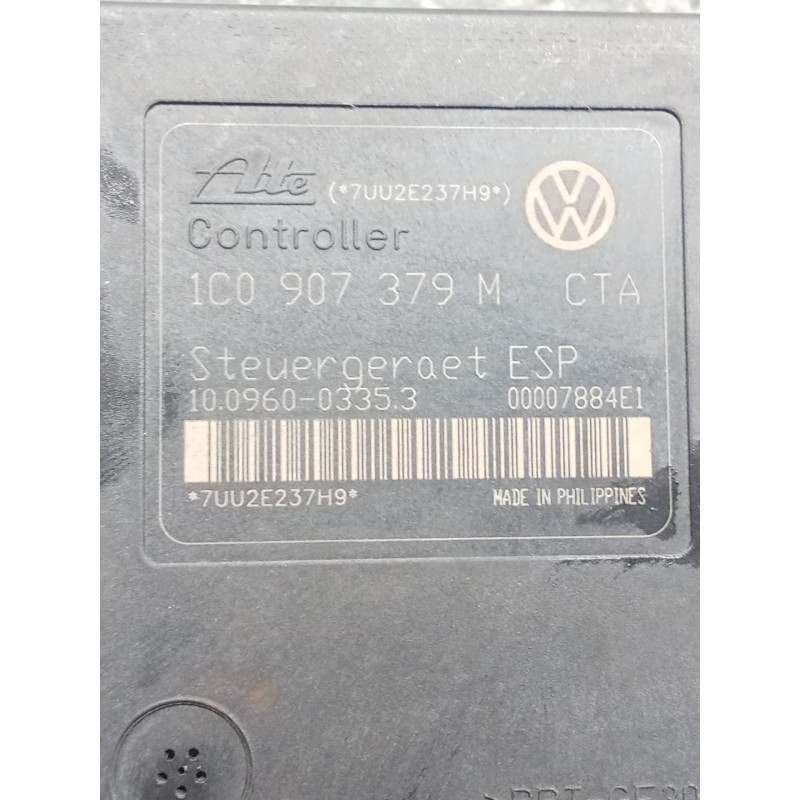 Ate (*7UU2E237H9*)
Controller
1C0 907 379 M CTA
Steuergeraet ESP
10.0960-0335.3 00007884E1
*7UU2E237H9* MADE IN PHILIPPINES